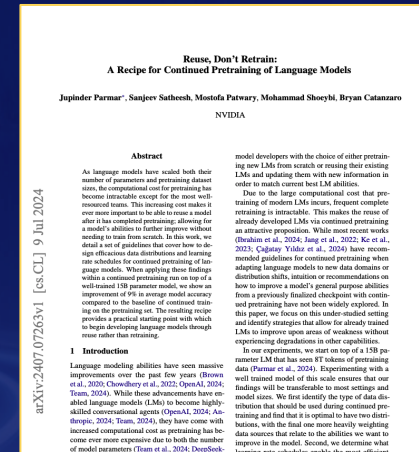 Reuse, Don't Retrain:
A Recipe for Continued Pretraining of Language Models
Jupinder Parmar*, Sanjeev Satheesh, Mostofa Patwary, Mohammad Shoeybi, Bryan Catanzaro
NVIDIA
arXiv:2407.07263v1 [cs.CL] 9 Jul 2024
Abstract
As language models have scaled both their
number of parameters and pretraining dataset
sizes, the computational cost for pretraining has
become intractable except for the most well-
resourced teams. This increasing cost makes it
ever more important to be able to reuse a model
after it has completed pretraining; allowing for
a model's abilities to further improve without
needing to train from scratch. In this work, we
detail a set of guidelines that cover how to de-
sign efficacious data distributions and learning
rate schedules for continued pretraining of lan-
guage models. When applying these findings
within a continued pretraining run on top of a
well-trained 15B parameter model, we show an
improvement of 9% in average model accuracy
compared to the baseline of continued train-
ing on the pretraining set. The resulting recipe
provides a practical starting point with which
to begin developing language models through
reuse rather than retraining.
1 Introduction
Language modeling abilities have seen massive
improvements over the past few years (Brown
et al., 2020; Chowdhery et al., 2022; OpenAI, 2024;
Team, 2024). While these advancements have en-
abled language models (LMs) to become highly-
skilled conversational agents (OpenAI, 2024; An-
thropic, 2024; Team, 2024), they have come with
increased computational cost as pretraining has be-
come ever more expensive due to both the number
of model parameters (Team et al., 2024; DeepSeek-
model developers with the choice of either pretrain-
ing new LMs from scratch or reusing their existing
LMs and updating them with new information in
order to match current best LM abilities.
Due to the large computational cost that pre-
training of modern LMs incurs, frequent complete
retraining is intractable. This makes the reuse of
already developed LMs via continued pretraining
an attractive proposition. While most recent works
(Ibrahim et al., 2024; Jang et al., 2022; Ke et al.,
2023; Çağatay Yıldız et al., 2024) have recom-
mended guidelines for continued pretraining when
adapting language models to new data domains or
distribution shifts, intuition or recommendations on
how to improve a model's general purpose abilities
from a previously finalized checkpoint with contin-
ued pretraining have not been widely explored. In
this paper, we focus on this under-studied setting
and identify strategies that allow for already trained
LMs to improve upon areas of weakness without
experiencing degradations in other capabilities.
In our experiments, we start on top of a 15B pa-
rameter LM that has seen 8T tokens of pretraining
data (Parmar et al., 2024). Experimenting with a
well trained model of this scale ensures that our
findings will be transferable to most settings and
model sizes. We first identify the type of data dis-
tribution that should be used during continued pre-
training and find that it is optimal to have two distri-
butions, with the final one more heavily weighting
data sources that relate to the abilities we want to
improve in the model. Second, we determine what
learning rate schedules enable the most efficient